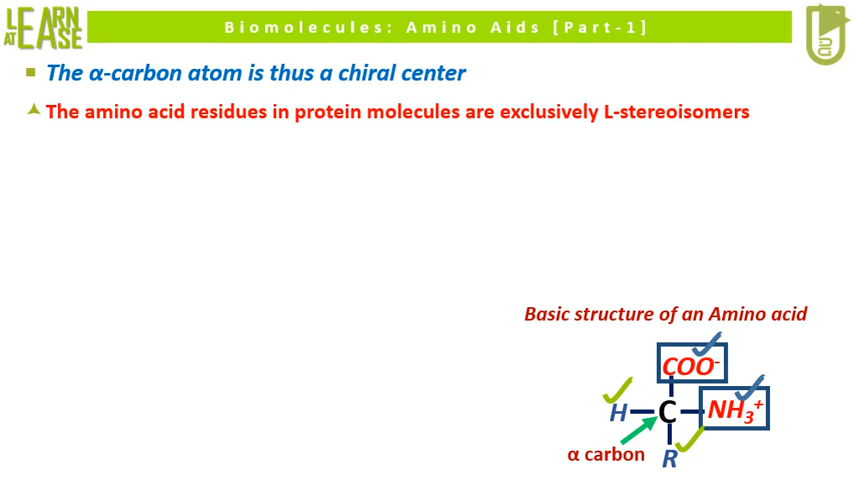 LEARN
AT EASE
Biomolecules: Amino Aids [Part-1]
The α-carbon atom is thus a chiral center
The amino acid residues in protein molecules are exclusively L-stereoisomers
Basic structure of an Amino acid
COO⁻
H C NH₃⁺
α carbon
R